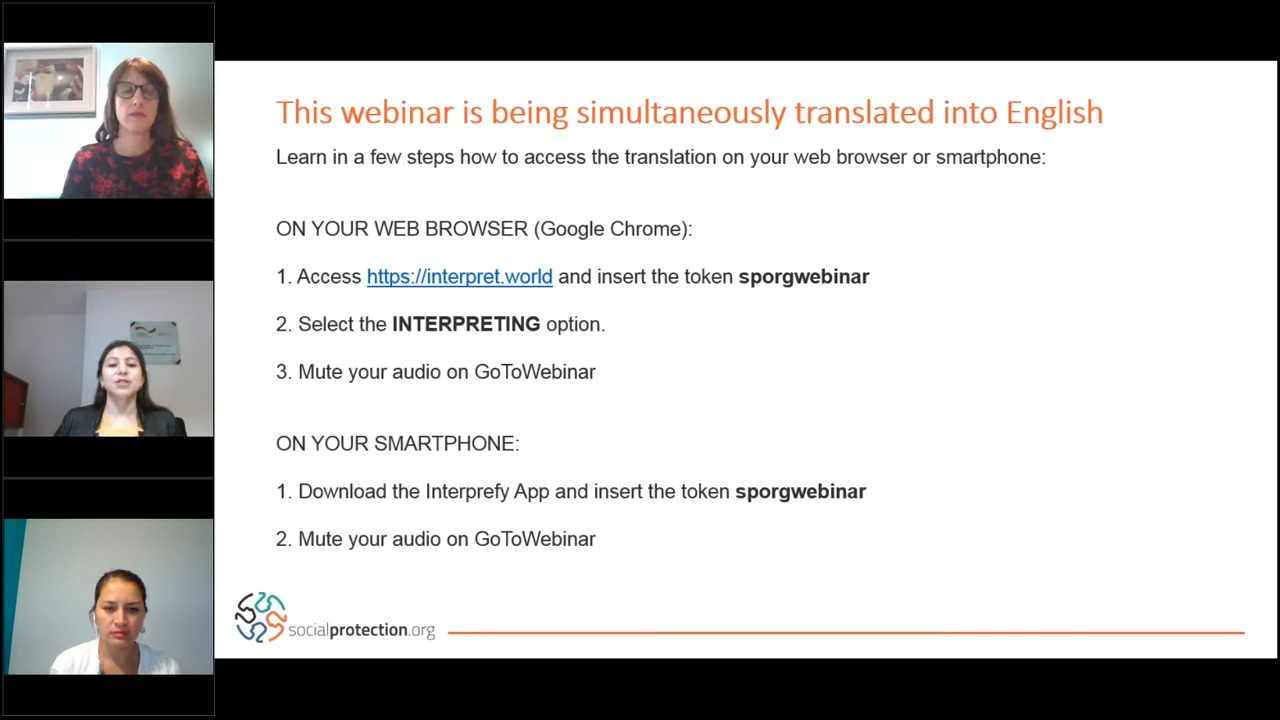 This webinar is being simultaneously translated into English
Learn in a few steps how to access the translation on your web browser or smartphone:
ON YOUR WEB BROWSER (Google Chrome):
1. Access https://interpret.world and insert the token sporgwebinar
2. Select the INTERPRETING option.
3. Mute your audio on GoToWebinar
ON YOUR SMARTPHONE:
1. Download the Interprefy App and insert the token sporgwebinar
2. Mute your audio on GoToWebinar
socialprotection.org